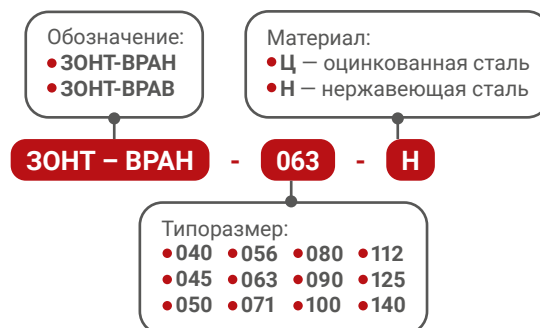 Обозначение:
• ЗОНТ-ВРАН
• ЗОНТ-ВРАВ
Материал:
• Ц — оцинкованная сталь
• Н — нержавеющая сталь
ЗОНТ – ВРАН - 063 - Н
Типоразмер:
• 040 • 056 • 080 • 112
• 045 • 063 • 090 • 125
• 050 • 071 • 100 • 140